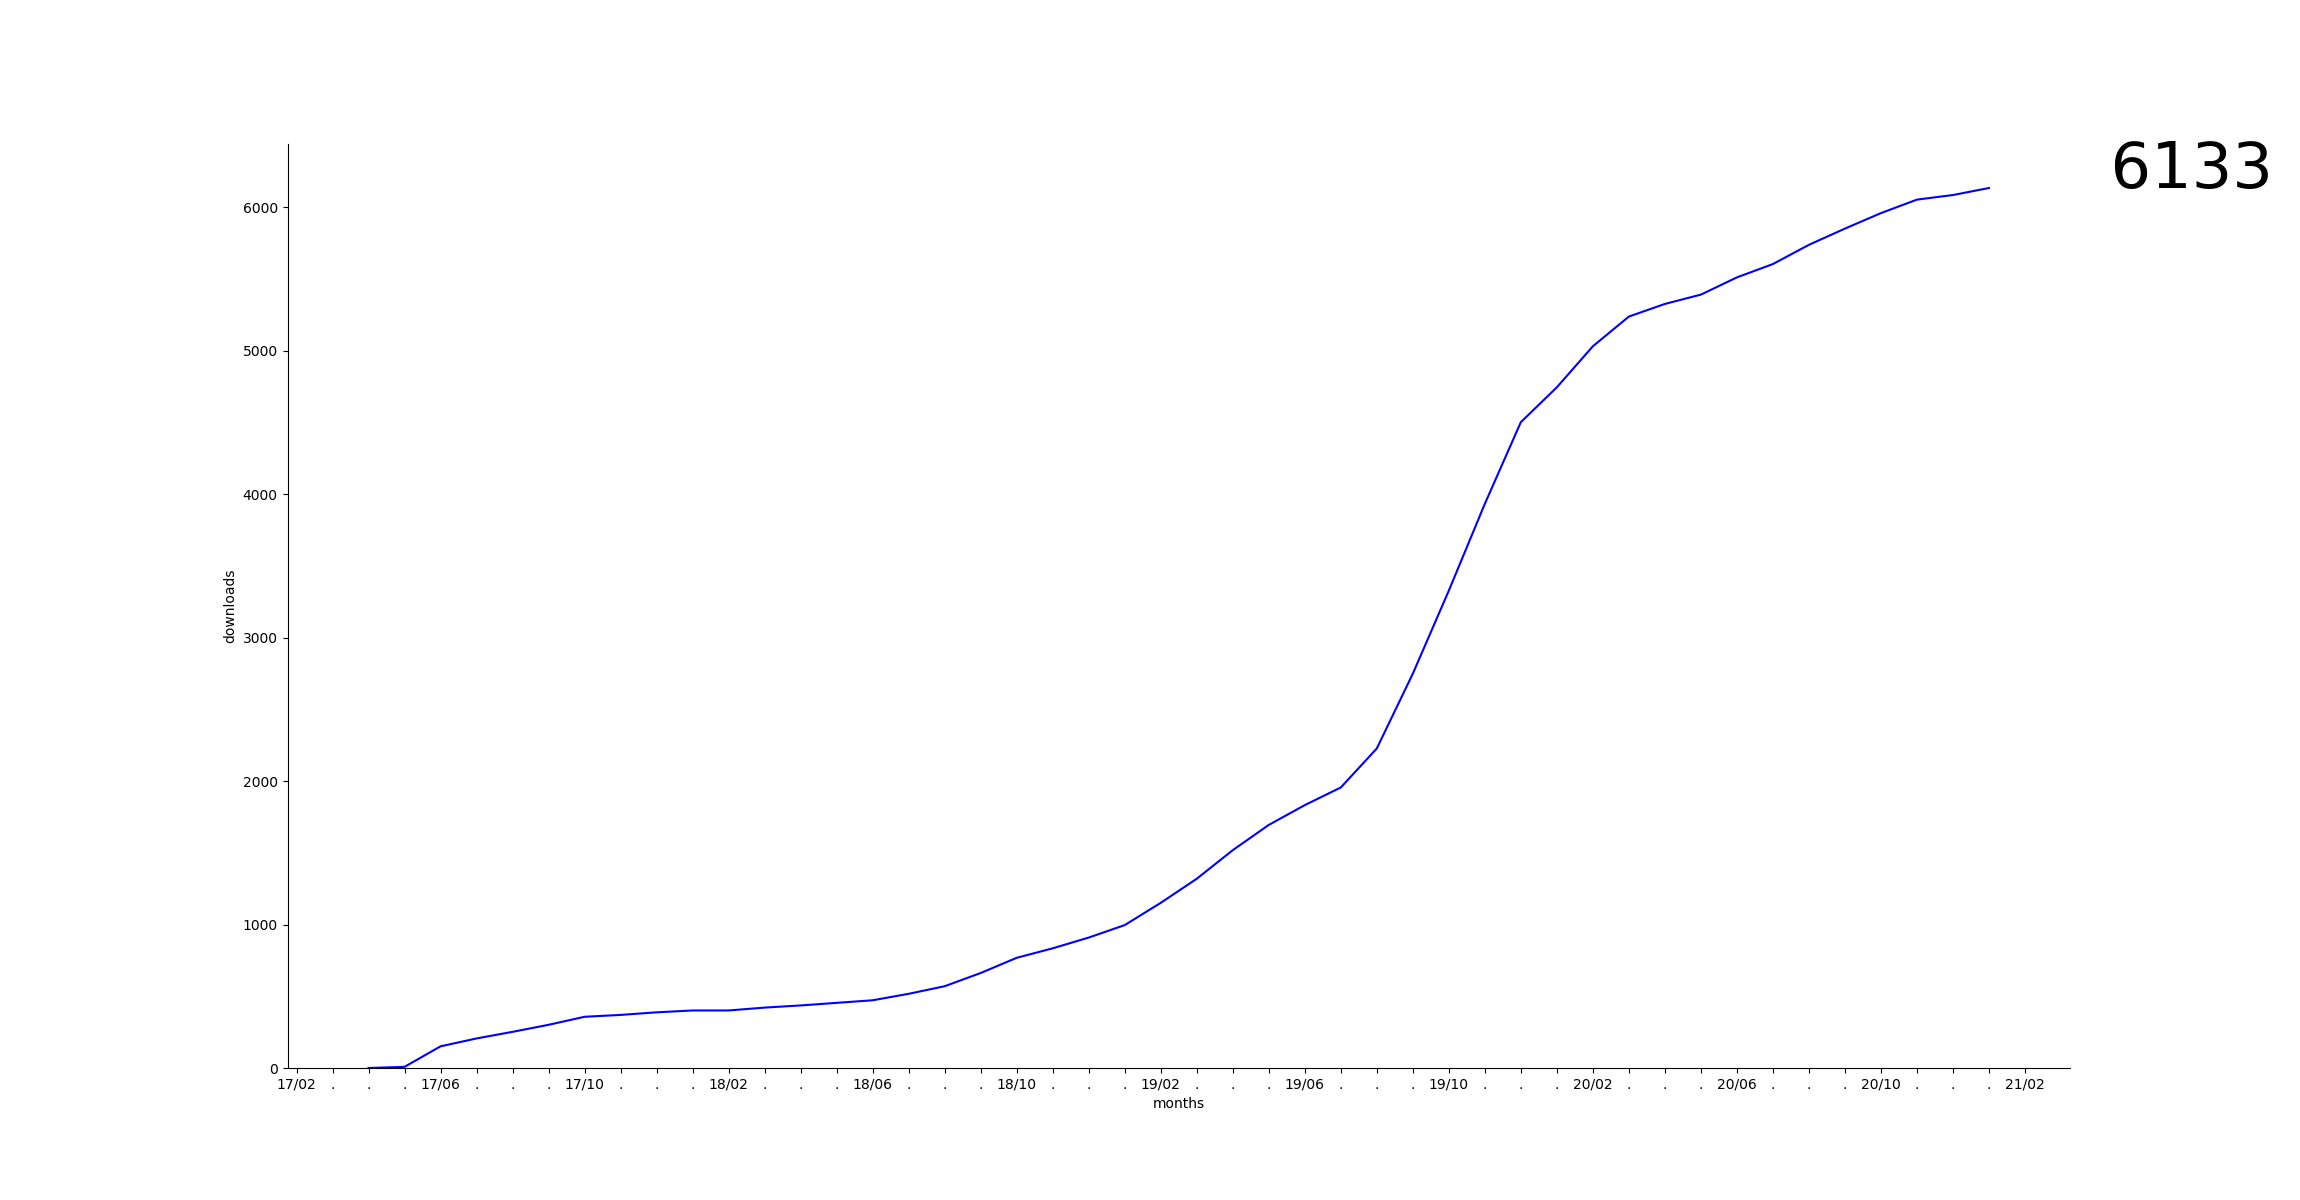 6133
6000
5000
4000
3000
2000
1000
0
downloads
17/02 . . . 17/06 . . . 17/10 . . . 18/02 . . . 18/06 . . . 18/10 . . . 19/02 . . . 19/06 . . . 19/10 . . . 20/02 . . . 20/06 . . . 20/10 . . . 21/02
months